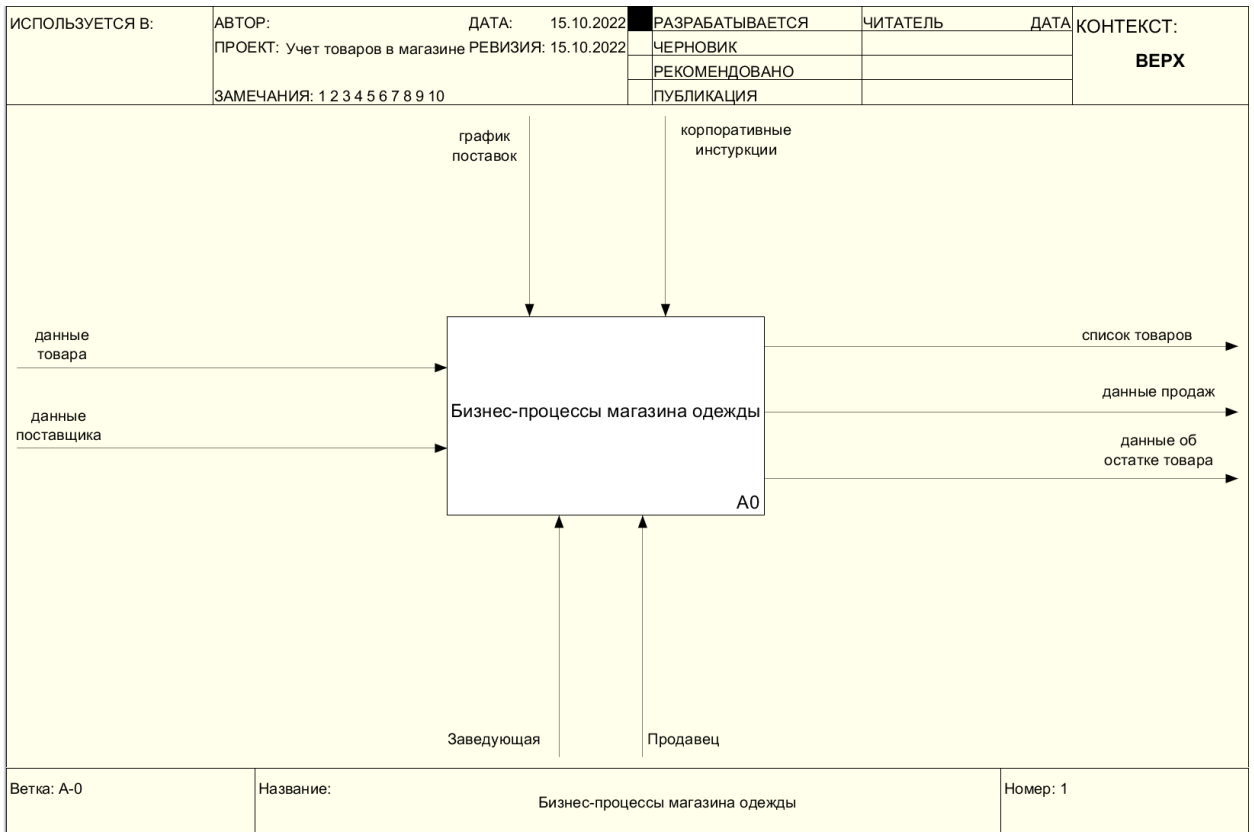 ИСПОЛЬЗУЕТСЯ В:
АВТОР:
ДАТА: 15.10.2022
ПРОЕКТ: Учет товаров в магазине
РЕВИЗИЯ: 15.10.2022
ЗАМЕЧАНИЯ: 1 2 3 4 5 6 7 8 9 10
РАЗРАБАТЫВАЕТСЯ
ЧЕРНОВИК
РЕКОМЕНДОВАНО
ПУБЛИКАЦИЯ
ЧИТАТЕЛЬ
ДАТА
КОНТЕКСТ:
ВЕРХ
график
поставок
корпоративные
инстуркции
данные
товара
данные
поставщика
Бизнес-процессы магазина одежды
A0
список товаров
данные продаж
данные об
остатке товара
Заведующая
Продавец
Ветка: A-0
Название:
Бизнес-процессы магазина одежды
Номер: 1